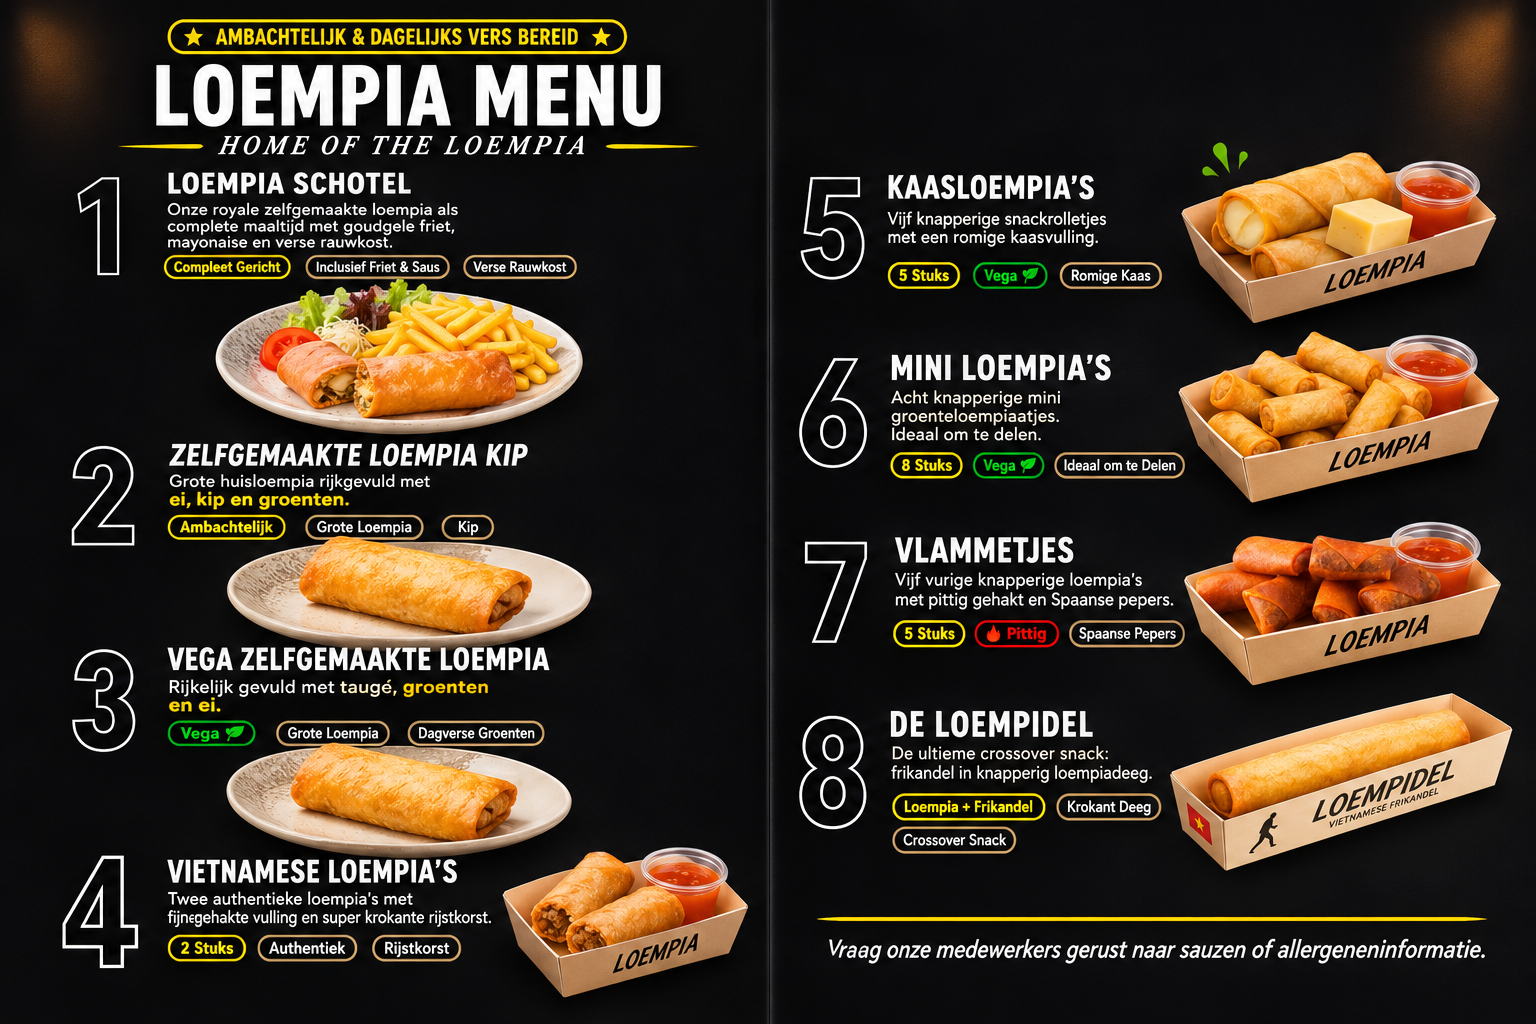 ★ AMBACHTELIJK & DAGELIJKS VERS BEREID ★
LOEMPIA MENU
HOME OF THE LOEMPIA
1
LOEMPIA SCHOTEL
Onze royale zelfgemaakte loempia als
complete maaltijd met goudgele friet,
mayonaise en verse rauwkost.
Compleet Gericht
Inclusief Friet & Saus
Verse Rauwkost
2
ZELFGEMAAKTE LOEMPIA KIP
Grote huisloempia rijkgevuld met
ei, kip en groenten.
Ambachtelijk
Grote Loempia
Kip
3
VEGA ZELFGEMAAKTE LOEMPIA
Rijkelijk gevuld met taugé, groenten
en ei.
Vega
Grote Loempia
Dagverse Groenten
4
VIETNAMESE LOEMPIA'S
Twee authentieke loempia's met
fijngehakte vulling en super krokante rijstkorst.
2 Stuks
Authentiek
Rijstkorst
LOEMPIA
5
KAASLOEMPIA'S
Vijf knapperige snackrolletjes
met een romige kaasvulling.
5 Stuks
Vega
Romige Kaas
LOEMPIA
6
MINI LOEMPIA'S
Acht knapperige mini
groenteloempiaatjes.
Ideaal om te delen.
8 Stuks
Vega
Ideaal om te Delen
LOEMPIA
7
VLAMMETJES
Vijf vurige knapperige loempia's
met pittig gehakt en Spaanse pepers.
5 Stuks
Pittig
Spaanse Pepers
LOEMPIA
8
DE LOEMPIDEL
De ultieme crossover snack:
frikandel in knapperig loempiadeeg.
Loempia + Frikandel
Krokant Deeg
Crossover Snack
LOEMPIDEL
VIETNAMESE FRIKANDEL
Vraag onze medewerkers gerust naar sauzen of allergeneninformatie.